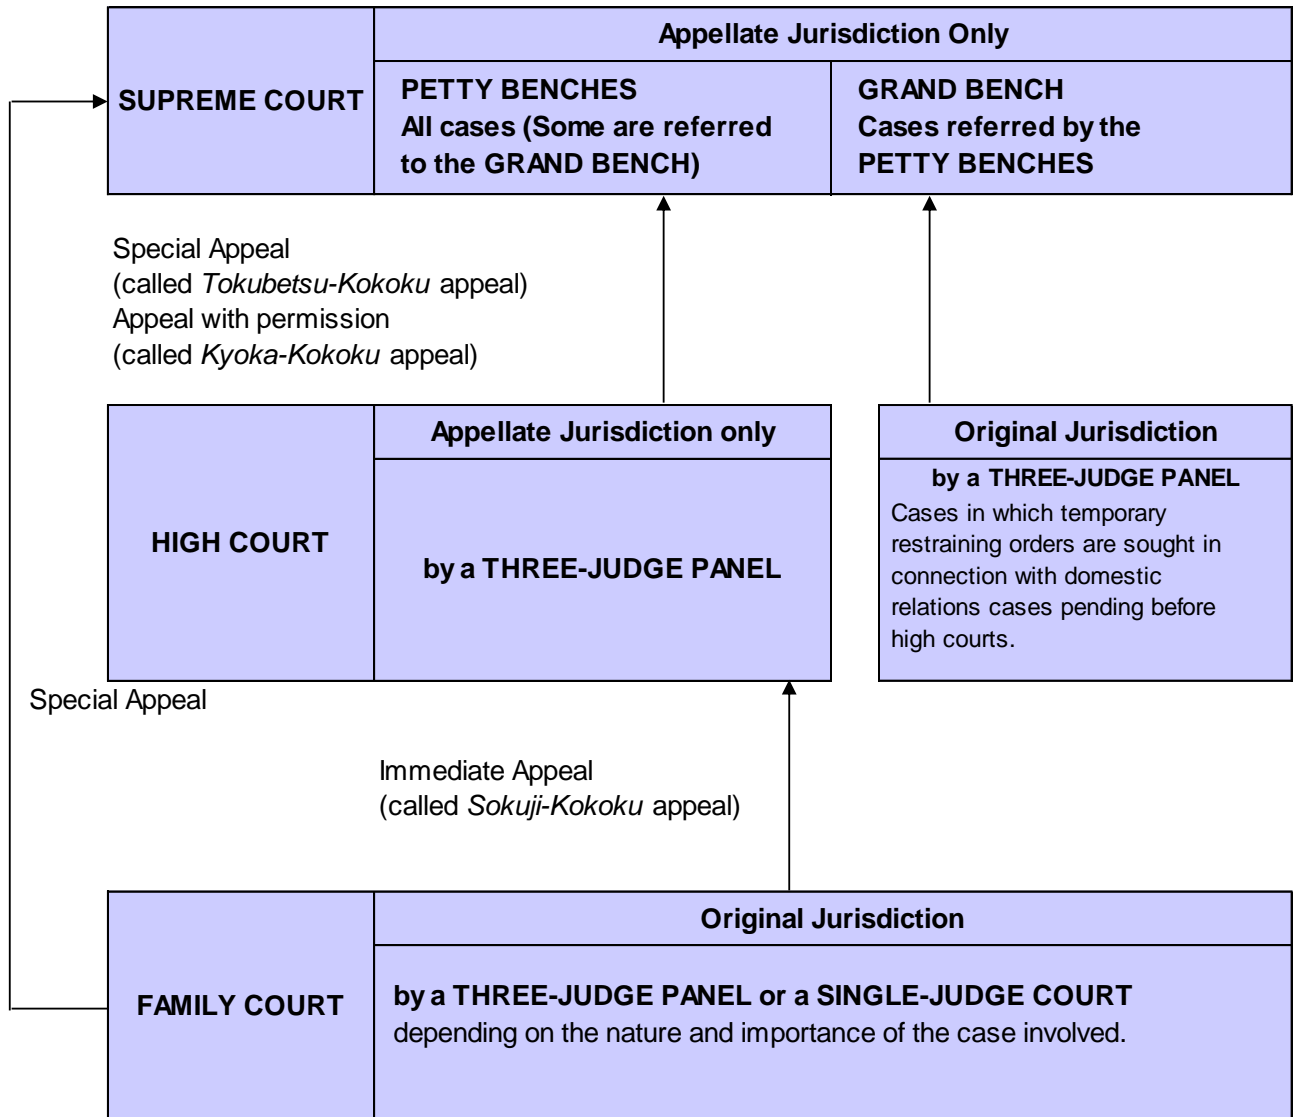 Appellate Jurisdiction Only
SUPREME COURT
PETTY BENCHES
All cases (Some are referred
to the GRAND BENCH)
GRAND BENCH
Cases referred by the
PETTY BENCHES
Special Appeal
(called Tokubetsu-Kokoku appeal)
Appeal with permission
(called Kyoka-Kokoku appeal)
HIGH COURT
Appellate Jurisdiction only
by a THREE-JUDGE PANEL
Original Jurisdiction
by a THREE-JUDGE PANEL
Cases in which temporary
restraining orders are sought in
connection with domestic
relations cases pending before
high courts.
Special Appeal
Immediate Appeal
(called Sokuji-Kokoku appeal)
FAMILY COURT
Original Jurisdiction
by a THREE-JUDGE PANEL or a SINGLE-JUDGE COURT
depending on the nature and importance of the case involved.